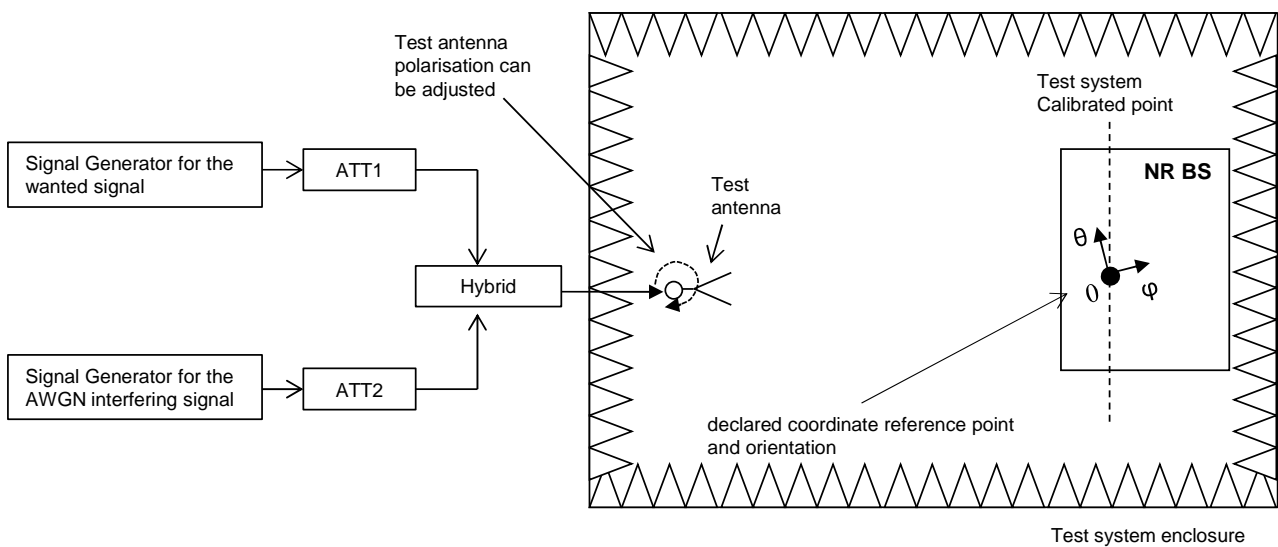 Test antenna
polarisation can
be adjusted
Test system
Calibrated point
Signal Generator for the
wanted signal
ATT1
NR BS
Test
antenna
θ
Hybrid
0
φ
Signal Generator for the
AWGN interfering signal
ATT2
declared coordinate reference point
and orientation
Test system enclosure